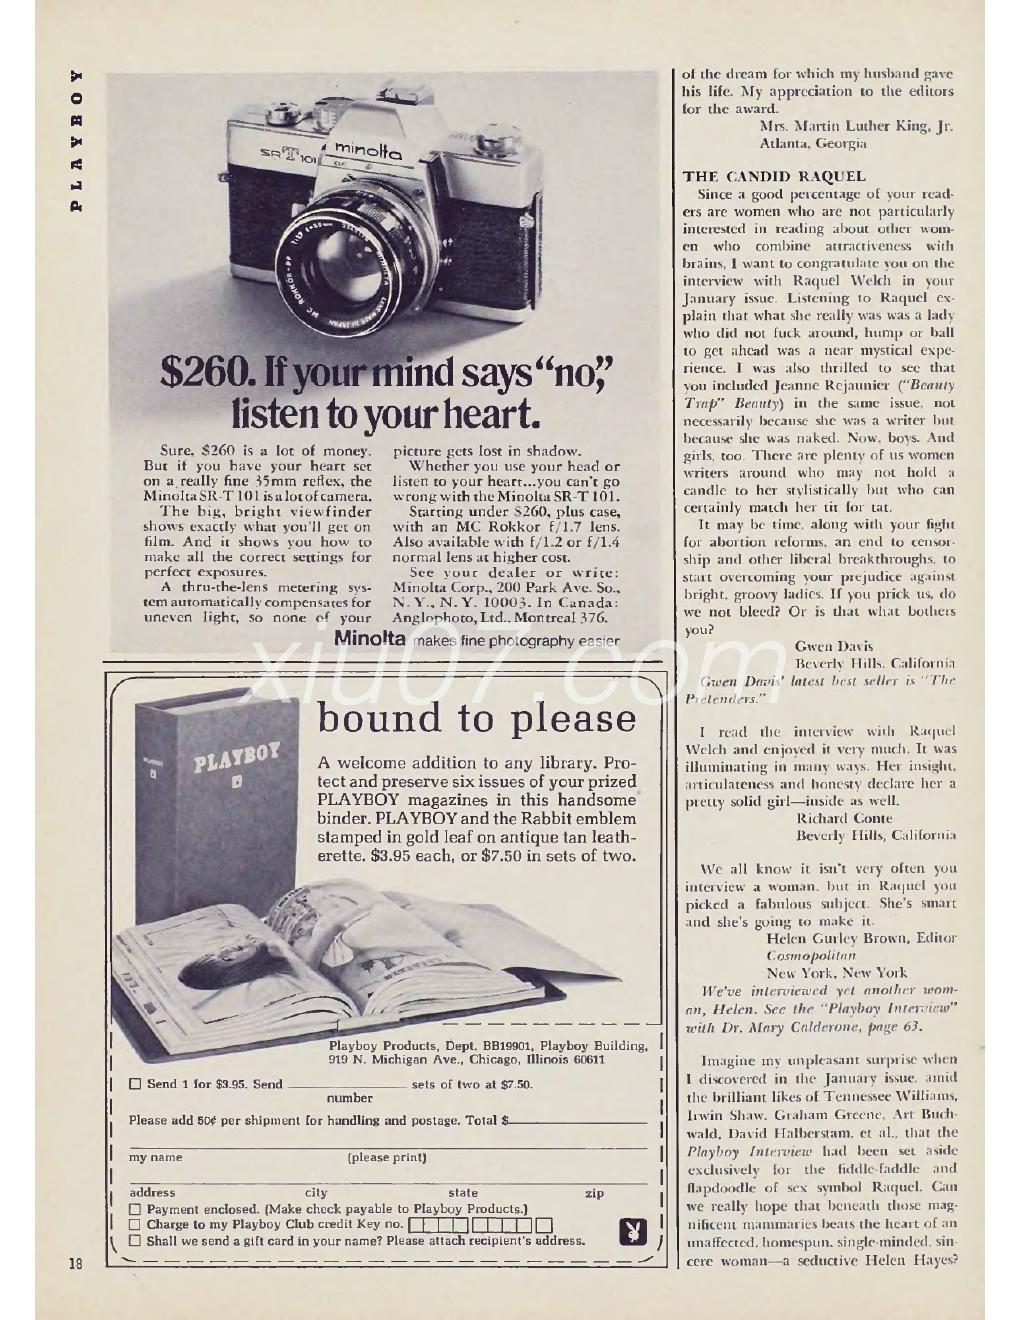 PLAYBOY
minolta
SRT101
MC ROKKOR-PF 1:1.7 f=55mm
LENS MADE IN JAPAN
$260. If your mind says “no,”
listen to your heart.
Sure, $260 is a lot of money.
But if you have your heart set
on a really fine 35mm reflex, the
Minolta SR-T 101 is a lot of camera.
The big, bright viewfinder
shows exactly what you'll get on
film. And it shows you how to
make all the correct settings for
perfect exposures.
A thru-the-lens metering sys-
tem automatically compensates for
uneven light, so none of your
picture gets lost in shadow.
Whether you use your head or
listen to your heart...you can't go
wrong with the Minolta SR-T 101.
Starting under $260, plus case,
with an MC Rokkor f/1.7 lens.
Also available with f/1.2 or f/1.4
normal lens at higher cost.
See your dealer or write:
Minolta Corp., 200 Park Ave. So.,
N. Y., N. Y. 10003. In Canada:
Anglophoto, Ltd., Montreal 376.
Minolta makes fine photography easier
xiu07.com
PLAYBOY
bound to please
A welcome addition to any library. Pro-
tect and preserve six issues of your prized
PLAYBOY magazines in this handsome
binder. PLAYBOY and the Rabbit emblem
stamped in gold leaf on antique tan leath-
erette. $3.95 each, or $7.50 in sets of two.
Playboy Products, Dept. BB19901, Playboy Building,
919 N. Michigan Ave., Chicago, Illinois 60611
Send 1 for $3.95. Send sets of two at $7.50.
number
Please add 50¢ per shipment for handling and postage. Total $
my name (please print)
address city state zip
Payment enclosed. (Make check payable to Playboy Products.)
Charge to my Playboy Club credit Key no.
Shall we send a gift card in your name? Please attach recipient's address.
18
of the dream for which my husband gave
his life. My appreciation to the editors
for the award.
Mrs. Martin Luther King, Jr.
Atlanta, Georgia
THE CANDID RAQUEL
Since a good percentage of your read-
ers are women who are not particularly
interested in reading about other wom-
en who combine attractiveness with
brains, I want to congratulate you on the
interview with Raquel Welch in your
January issue. Listening to Raquel ex-
plain that what she really was was a lady
who did not fuck around, hump or ball
to get ahead was a near mystical expe-
rience. I was also thrilled to see that
you included Jeanne Rejaunier ("Beauty
Trap" Beauty) in the same issue, not
necessarily because she was a writer but
because she was naked. Now, boys. And
girls, too. There are plenty of us women
writers around who may not hold a
candle to her stylistically but who can
certainly match her tit for tat.
It may be time, along with your fight
for abortion reforms, an end to censor-
ship and other liberal breakthroughs, to
start overcoming your prejudice against
bright, groovy ladies. If you prick us, do
we not bleed? Or is that what bothers
you?
Gwen Davis
Beverly Hills, California
Gwen Davis' latest best seller is "The
Pretenders."
I read the interview with Raquel
Welch and enjoyed it very much. It was
illuminating in many ways. Her insight,
articulateness and honesty declare her a
pretty solid girl—inside as well.
Richard Conte
Beverly Hills, California
We all know it isn't very often you
interview a woman, but in Raquel you
picked a fabulous subject. She's smart
and she's going to make it.
Helen Gurley Brown, Editor
Cosmopolitan
New York, New York
We've interviewed yet another wom-
an, Helen. See the "Playboy Interview"
with Dr. Mary Calderone, page 63.
Imagine my unpleasant surprise when
I discovered in the January issue, amid
the brilliant likes of Tennessee Williams,
Irwin Shaw, Graham Greene, Art Buch-
wald, David Halberstam, et al., that the
Playboy Interview had been set aside
exclusively for the fiddle-faddle and
flapdoodle of sex symbol Raquel. Can
we really hope that beneath those mag-
nificent mammaries beats the heart of an
unaffected, homespun, single-minded, sin-
cere woman—a seductive Helen Hayes?